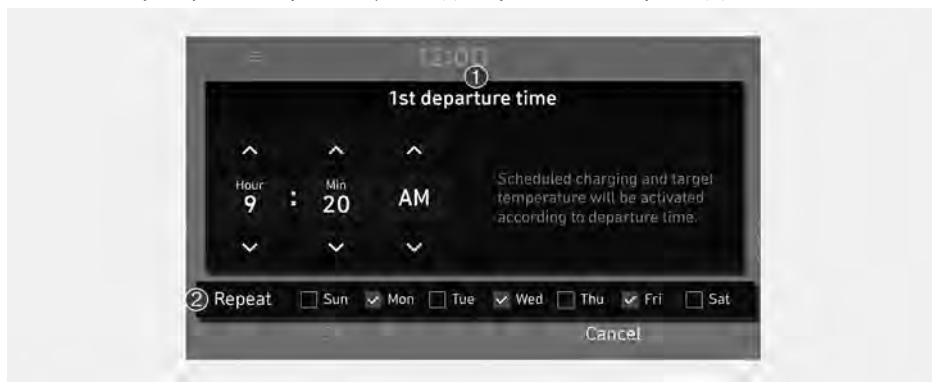 12:00
①
1st departure time
Hour Min
9 : 20 AM
Scheduled charging and target
temperature will be activated
according to departure time.
② Repeat Sun Mon Tue Wed Thu Fri Sat
Cancel